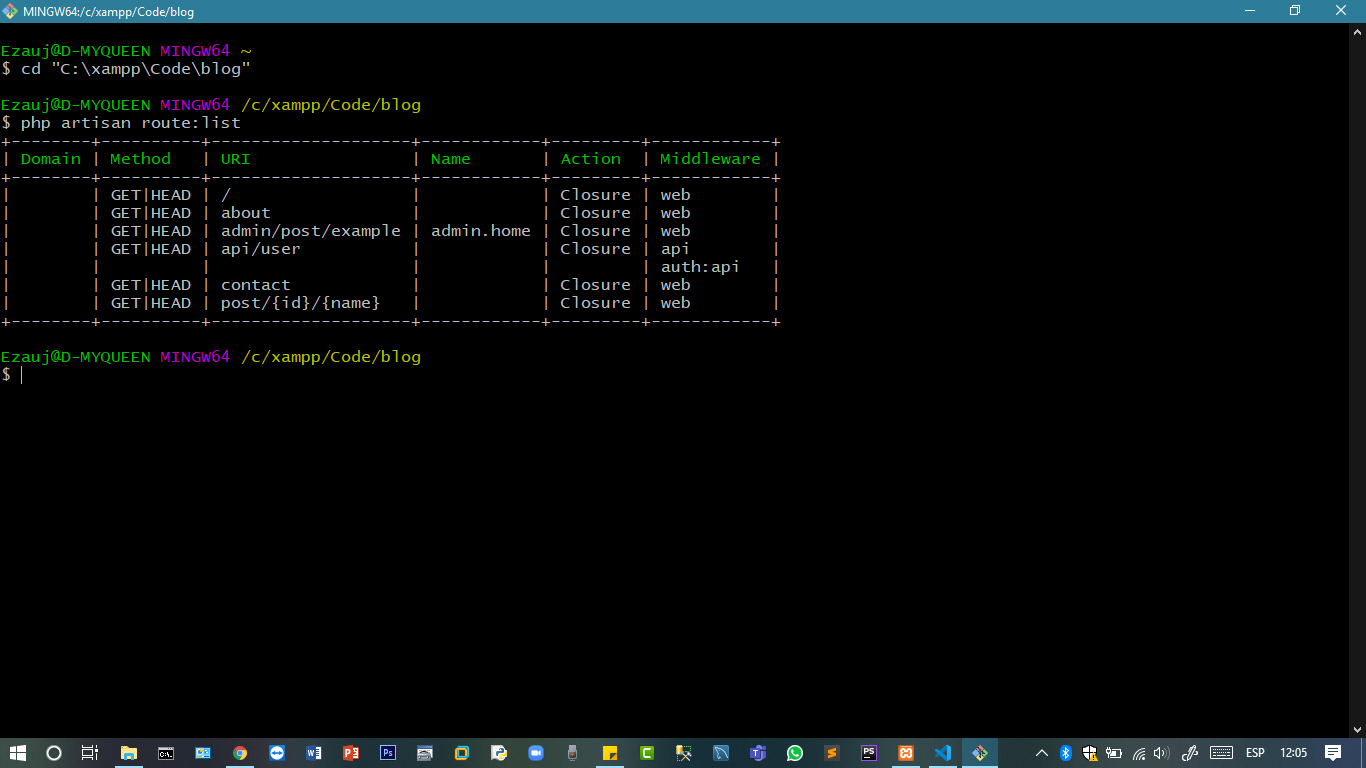 MINGW64:/c/xampp/Code/blog
Ezauj@D-MYQUEEN MINGW64 ~
$ cd "C:\xampp\Code\blog"
Ezauj@D-MYQUEEN MINGW64 /c/xampp/Code/blog
$ php artisan route:list
+--------+----------+--------------------+------------+---------+------------+
| Domain | Method   | URI                | Name       | Action  | Middleware |
+--------+----------+--------------------+------------+---------+------------+
|        | GET|HEAD | /                  |            | Closure | web        |
|        | GET|HEAD | about              |            | Closure | web        |
|        | GET|HEAD | admin/post/example | admin.home | Closure | web        |
|        | GET|HEAD | api/user           |            | Closure | api        |
|        |          |                    |            |         | auth:api   |
|        | GET|HEAD | contact            |            | Closure | web        |
|        | GET|HEAD | post/{id}/{name}   |            | Closure | web        |
+--------+----------+--------------------+------------+---------+------------+
Ezauj@D-MYQUEEN MINGW64 /c/xampp/Code/blog
$
ESP 12:05